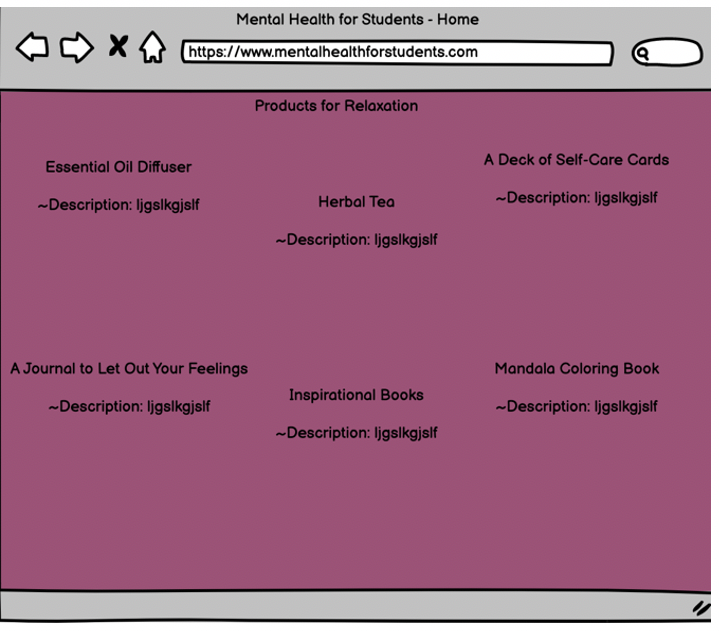 Mental Health for Students - Home
https://www.mentalhealthforstudents.com
Products for Relaxation
Essential Oil Diffuser
~Description: ljgslkgjslf
Herbal Tea
~Description: ljgslkgjslf
A Deck of Self-Care Cards
~Description: ljgslkgjslf
A Journal to Let Out Your Feelings
~Description: ljgslkgjslf
Inspirational Books
~Description: ljgslkgjslf
Mandala Coloring Book
~Description: ljgslkgjslf